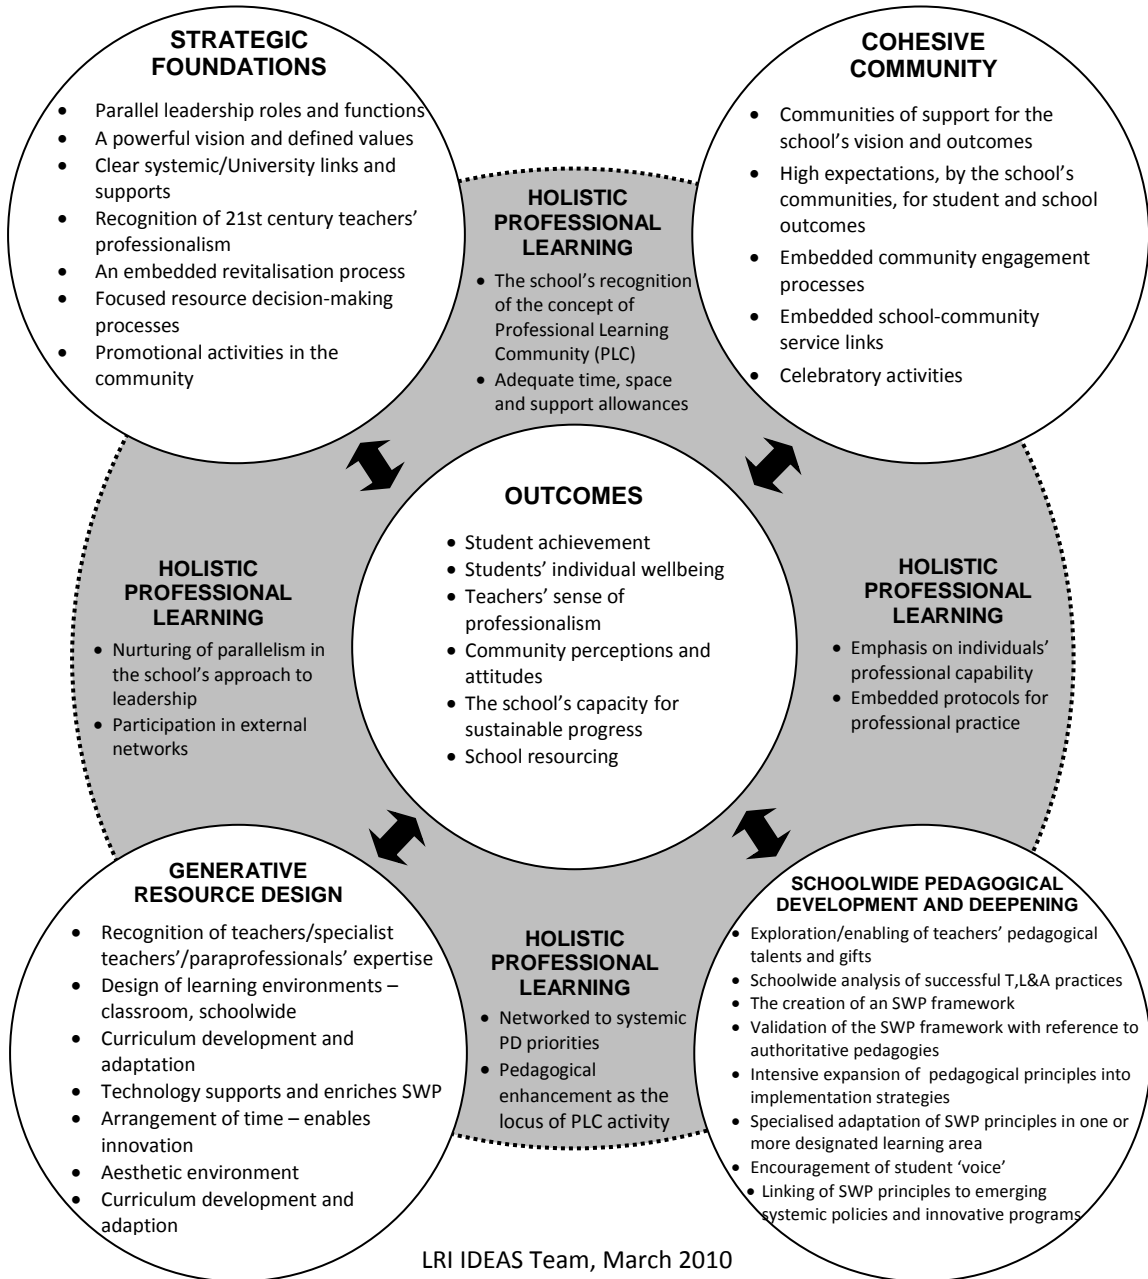 STRATEGIC
FOUNDATIONS
• Parallel leadership roles and functions
• A powerful vision and defined values
• Clear systemic/University links and
supports
• Recognition of 21st century teachers’
professionalism
• An embedded revitalisation process
• Focused resource decision-making
processes
• Promotional activities in the
community
COHESIVE
COMMUNITY
• Communities of support for the
school’s vision and outcomes
• High expectations, by the school’s
communities, for student and school
outcomes
• Embedded community engagement
processes
• Embedded school-community
service links
• Celebratory activities
HOLISTIC
PROFESSIONAL
LEARNING
• The school’s recognition
of the concept of
Professional Learning
Community (PLC)
• Adequate time, space
and support allowances
OUTCOMES
• Student achievement
• Students’ individual wellbeing
• Teachers’ sense of
professionalism
• Community perceptions and
attitudes
• The school’s capacity for
sustainable progress
• School resourcing
HOLISTIC
PROFESSIONAL
LEARNING
• Nurturing of parallelism in
the school’s approach to
leadership
• Participation in external
networks
HOLISTIC
PROFESSIONAL
LEARNING
• Emphasis on individuals’
professional capability
• Embedded protocols for
professional practice
GENERATIVE
RESOURCE DESIGN
• Recognition of teachers/specialist
teachers’/paraprofessionals’ expertise
• Design of learning environments –
classroom, schoolwide
• Curriculum development and
adaptation
• Technology supports and enriches SWP
• Arrangement of time – enables
innovation
• Aesthetic environment
• Curriculum development and
adaption
HOLISTIC
PROFESSIONAL
LEARNING
• Networked to systemic
PD priorities
• Pedagogical
enhancement as the
locus of PLC activity
SCHOOLWIDE PEDAGOGICAL
DEVELOPMENT AND DEEPENING
• Exploration/enabling of teachers’ pedagogical
talents and gifts
• Schoolwide analysis of successful T,L&A practices
• The creation of an SWP framework
• Validation of the SWP framework with reference to
authoritative pedagogies
• Intensive expansion of pedagogical principles into
implementation strategies
• Specialised adaptation of SWP principles in one or
more designated learning area
• Encouragement of student ‘voice’
• Linking of SWP principles to emerging
systemic policies and innovative programs
LRI IDEAS Team, March 2010